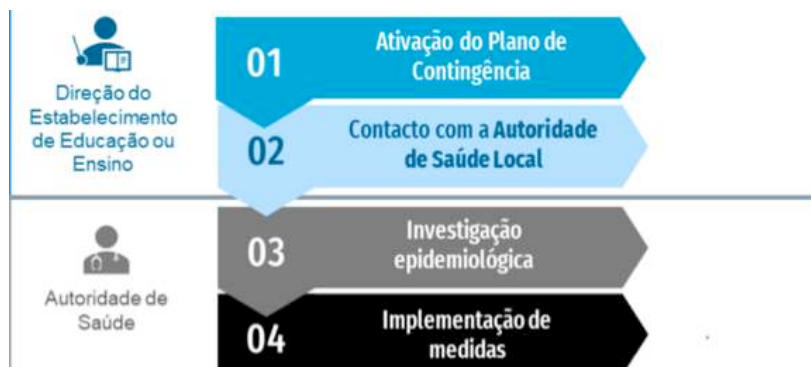 Direção do
Estabelecimento
de Educação ou
Ensino
01
Ativação do Plano de
Contingência
02
Contacto com a Autoridade
de Saúde Local
Autoridade de
Saúde
03
Investigação
epidemiológica
04
Implementação de
medidas